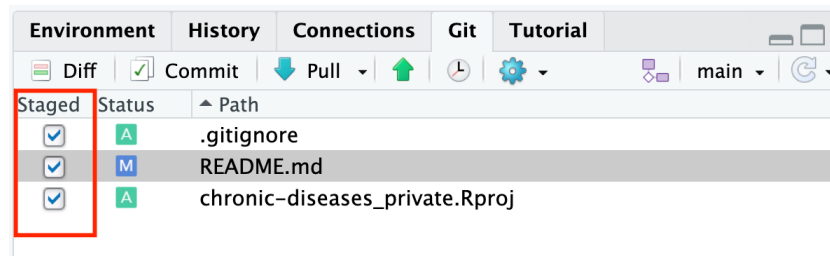 Environment History Connections Git Tutorial
Diff Commit Pull main
Staged Status Path
A .gitignore
M README.md
A chronic-diseases_private.Rproj